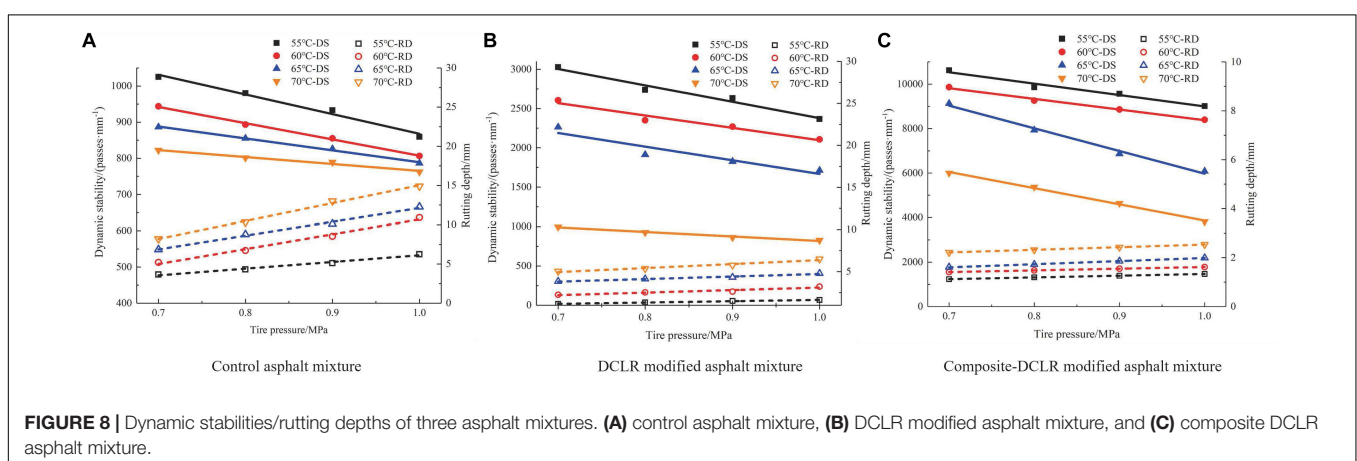 A
55°C-DS 55°C-RD
60°C-DS 60°C-RD
65°C-DS 65°C-RD
70°C-DS 70°C-RD
Dynamic stability/(passes·mm⁻¹)
1000
900
800
700
600
500
400
30
25
20
15
10
5
0
Rutting depth/mm
0.7 0.8 0.9 1.0
Tire pressure/MPa
Control asphalt mixture
B
55°C-DS 55°C-RD
60°C-DS 60°C-RD
65°C-DS 65°C-RD
70°C-DS 70°C-RD
Dynamic stability/(passes·mm⁻¹)
3000
2750
2500
2250
2000
1750
1500
1250
1000
750
500
250
0
30
25
20
15
10
5
Rutting depth/mm
0.7 0.8 0.9 1.0
Tire pressure/MPa
DCLR modified asphalt mixture
C
55°C-DS 55°C-RD
60°C-DS 60°C-RD
65°C-DS 65°C-RD
70°C-DS 70°C-RD
Dynamic stability/(passes·mm⁻¹)
10000
8000
6000
4000
2000
0
10
8
6
4
2
0
Rutting depth/mm
0.7 0.8 0.9 1.0
Tire pressure/MPa
Composite-DCLR modified asphalt mixture
FIGURE 8 | Dynamic stabilities/rutting depths of three asphalt mixtures. (A) control asphalt mixture, (B) DCLR modified asphalt mixture, and (C) composite DCLR
asphalt mixture.